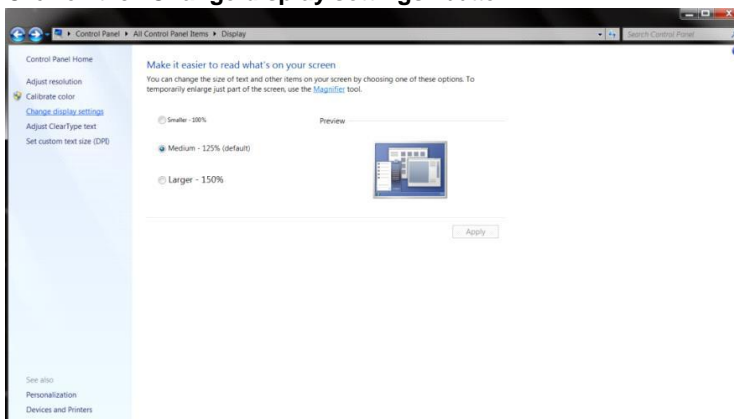 Control Panel ▸ All Control Panel Items ▸ Display
Search Control Panel
Control Panel Home
Adjust resolution
Calibrate color
Change display settings
Adjust ClearType text
Set custom text size (DPI)
Make it easier to read what's on your screen
You can change the size of text and other items on your screen by choosing one of these options. To
temporarily enlarge just part of the screen, use the Magnifier tool.
Smaller - 100%
Preview
Medium - 125% (default)
Larger - 150%
Apply
See also
Personalization
Devices and Printers